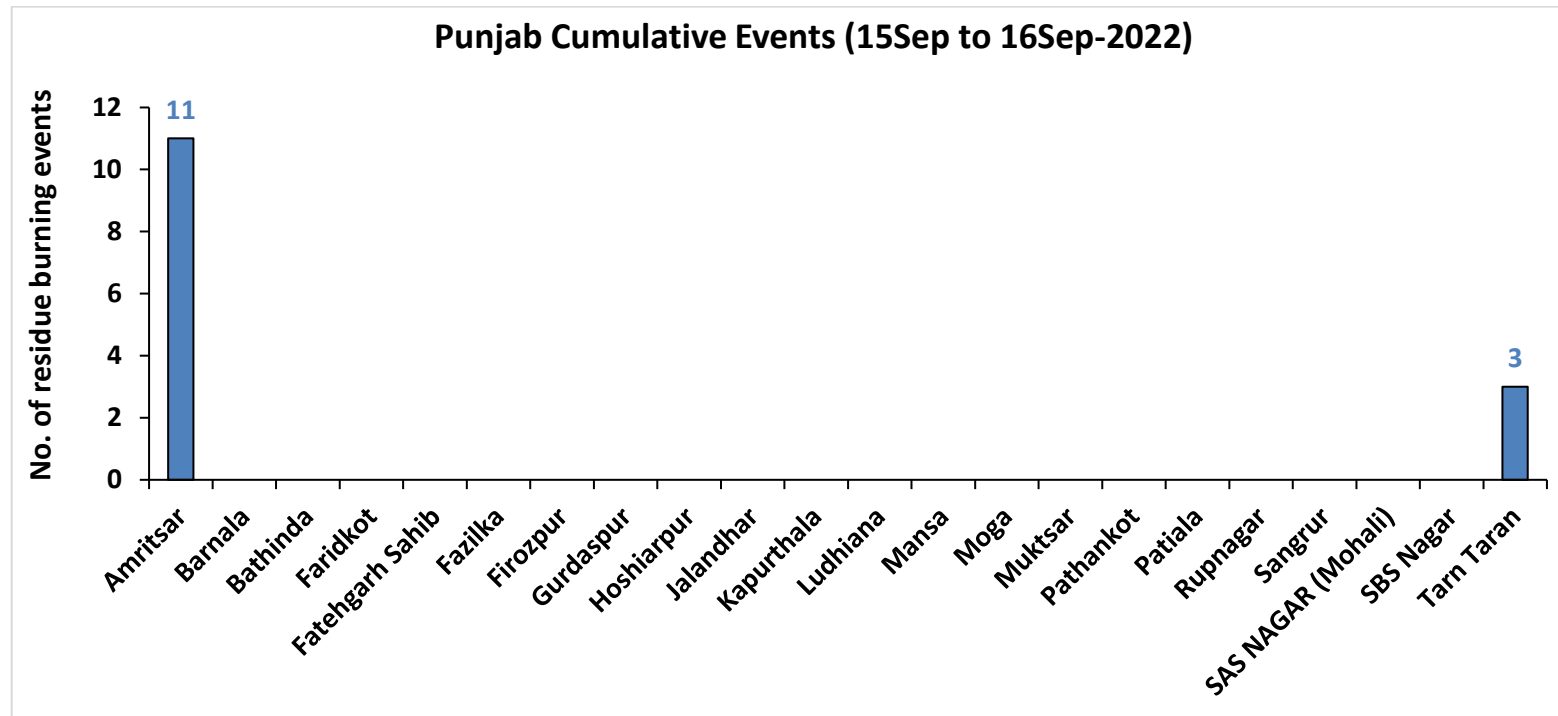 Punjab Cumulative Events (15Sep to 16Sep-2022)
No. of residue burning events
12
10
8
6
4
2
0
11
3
Amritsar
Barnala
Bathinda
Faridkot
Fatehgarh Sahib
Fazilka
Firozpur
Gurdaspur
Hoshiarpur
Jalandhar
Kapurthala
Ludhiana
Mansa
Moga
Muktsar
Pathankot
Patiala
Rupnagar
Sangrur
SAS NAGAR (Mohali)
SBS Nagar
Tarn Taran